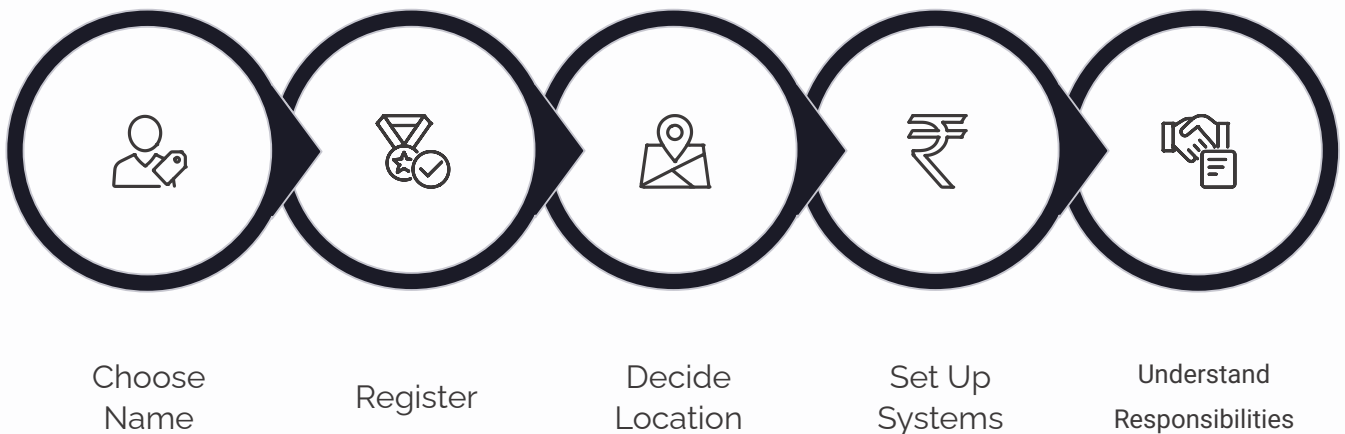 Choose
Name
Register
Decide
Location
Set Up
Systems
Understand
Responsibilities